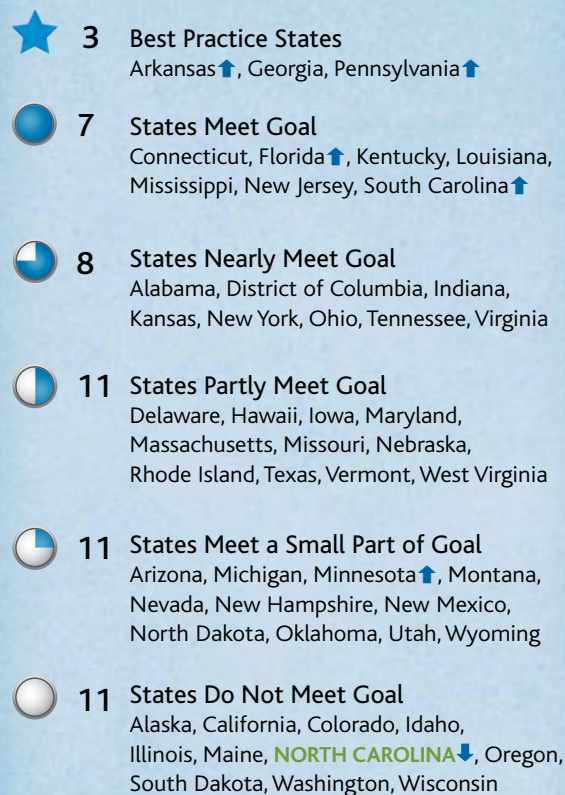 3 Best Practice States
Arkansas⬆, Georgia, Pennsylvania⬆
7 States Meet Goal
Connecticut, Florida⬆, Kentucky, Louisiana,
Mississippi, New Jersey, South Carolina⬆
8 States Nearly Meet Goal
Alabama, District of Columbia, Indiana,
Kansas, New York, Ohio, Tennessee, Virginia
11 States Partly Meet Goal
Delaware, Hawaii, Iowa, Maryland,
Massachusetts, Missouri, Nebraska,
Rhode Island, Texas, Vermont, West Virginia
11 States Meet a Small Part of Goal
Arizona, Michigan, Minnesota⬆, Montana,
Nevada, New Hampshire, New Mexico,
North Dakota, Oklahoma, Utah, Wyoming
11 States Do Not Meet Goal
Alaska, California, Colorado, Idaho,
Illinois, Maine, NORTH CAROLINA⬇, Oregon,
South Dakota, Washington, Wisconsin